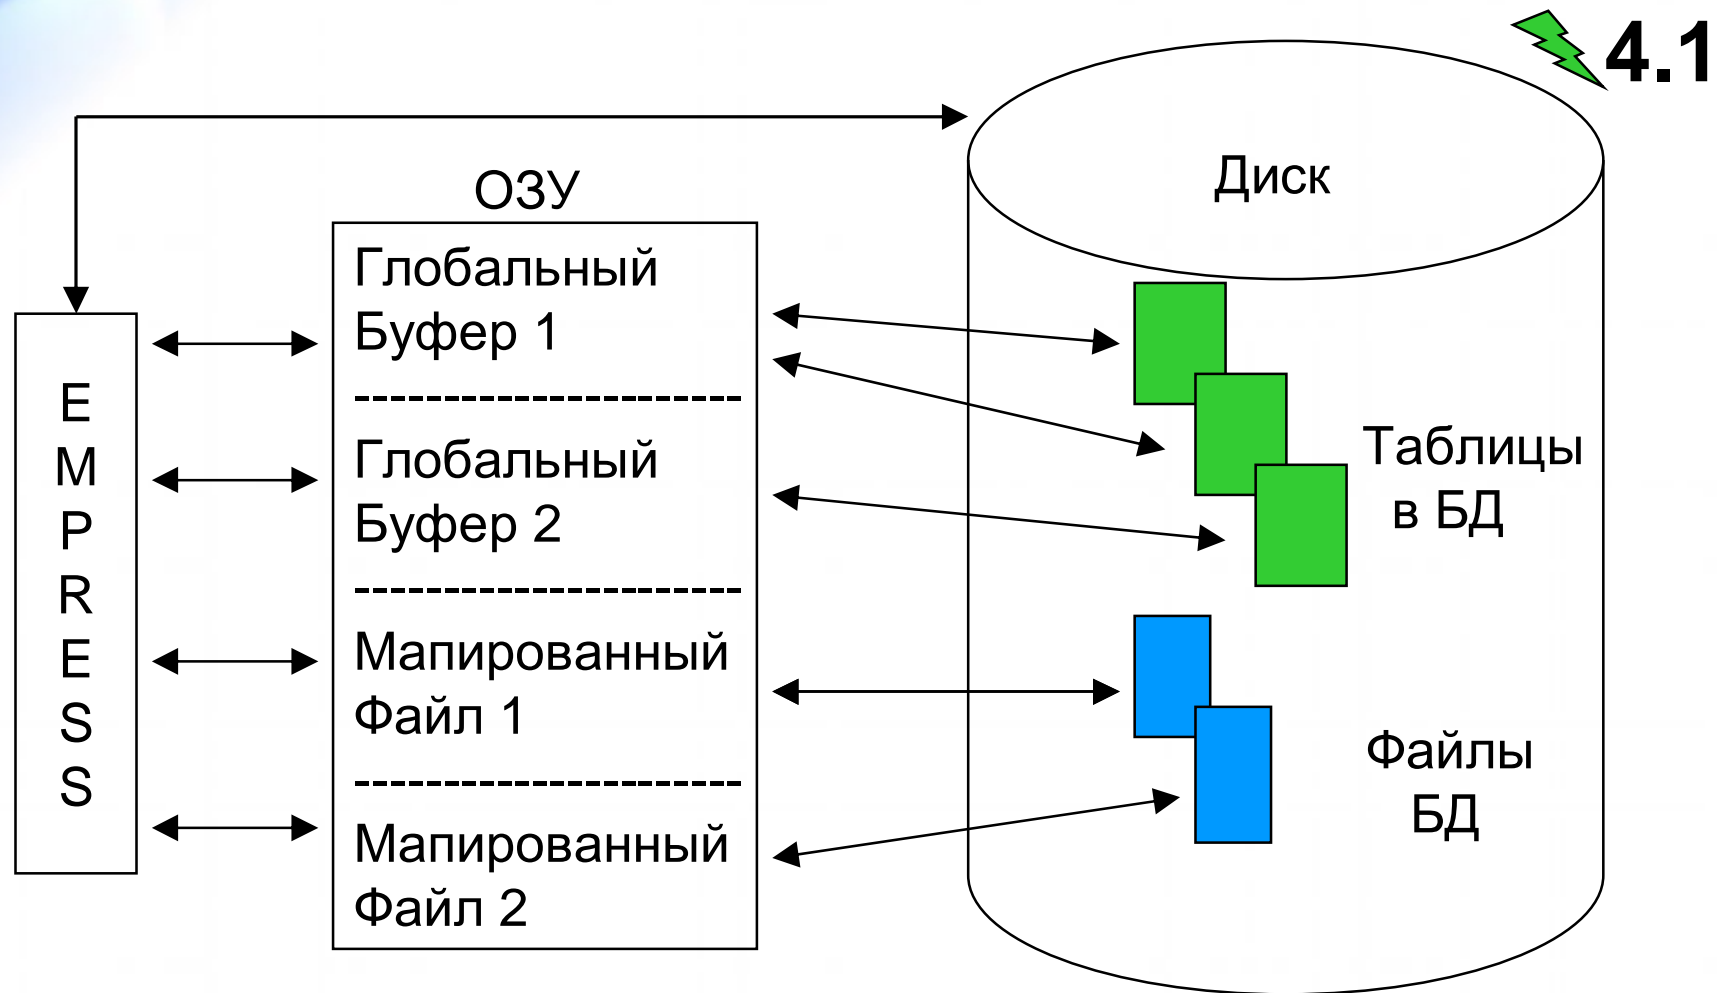 4.1
ОЗУ
Диск
Глобальный
Буфер 1
Глобальный
Буфер 2
Мапированный
Файл 1
Мапированный
Файл 2
E
M
P
R
E
S
S
Таблицы
в БД
Файлы
БД